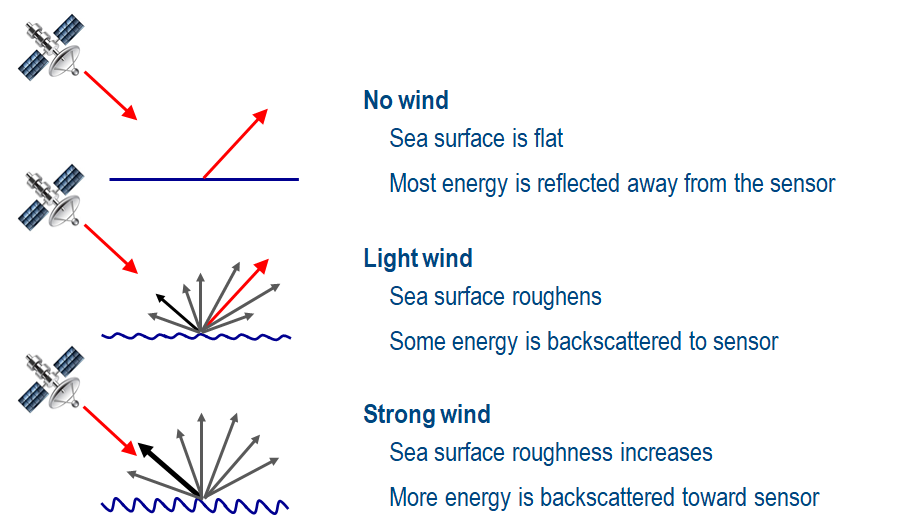 No wind
Sea surface is flat
Most energy is reflected away from the sensor
Light wind
Sea surface roughens
Some energy is backscattered to sensor
Strong wind
Sea surface roughness increases
More energy is backscattered toward sensor